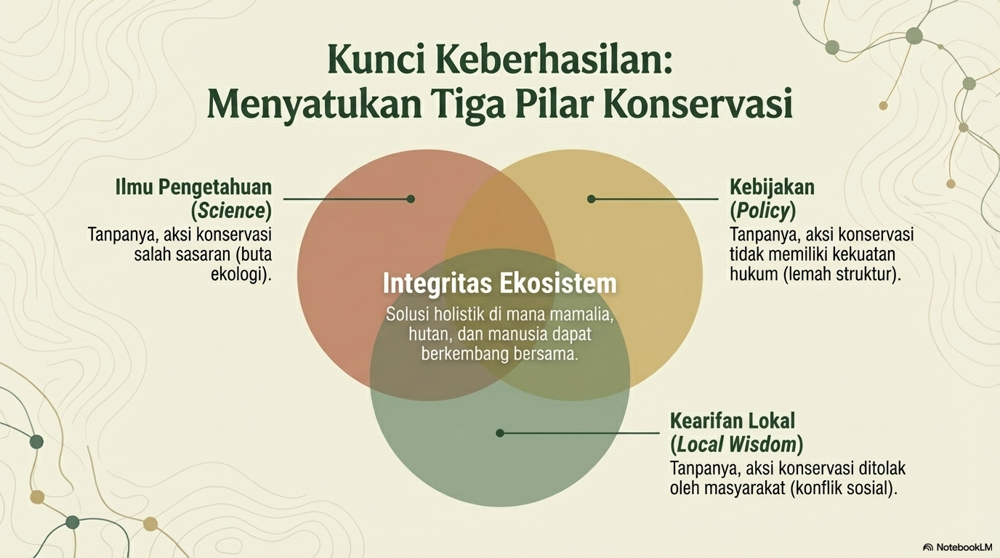 Kunci Keberhasilan:
Menyatukan Tiga Pilar Konservasi
Ilmu Pengetahuan
(Science)
Tanpanya, aksi konservasi
salah sasaran (buta
ekologi).
Kebijakan
(Policy)
Tanpanya, aksi konservasi
tidak memiliki kekuatan
hukum (lemah struktur).
Integritas Ekosistem
Solusi holistik di mana mamalia,
hutan, dan manusia dapat
berkembang bersama.
Kearifan Lokal
(Local Wisdom)
Tanpanya, aksi konservasi ditolak
oleh masyarakat (konflik sosial).
NotebookLM